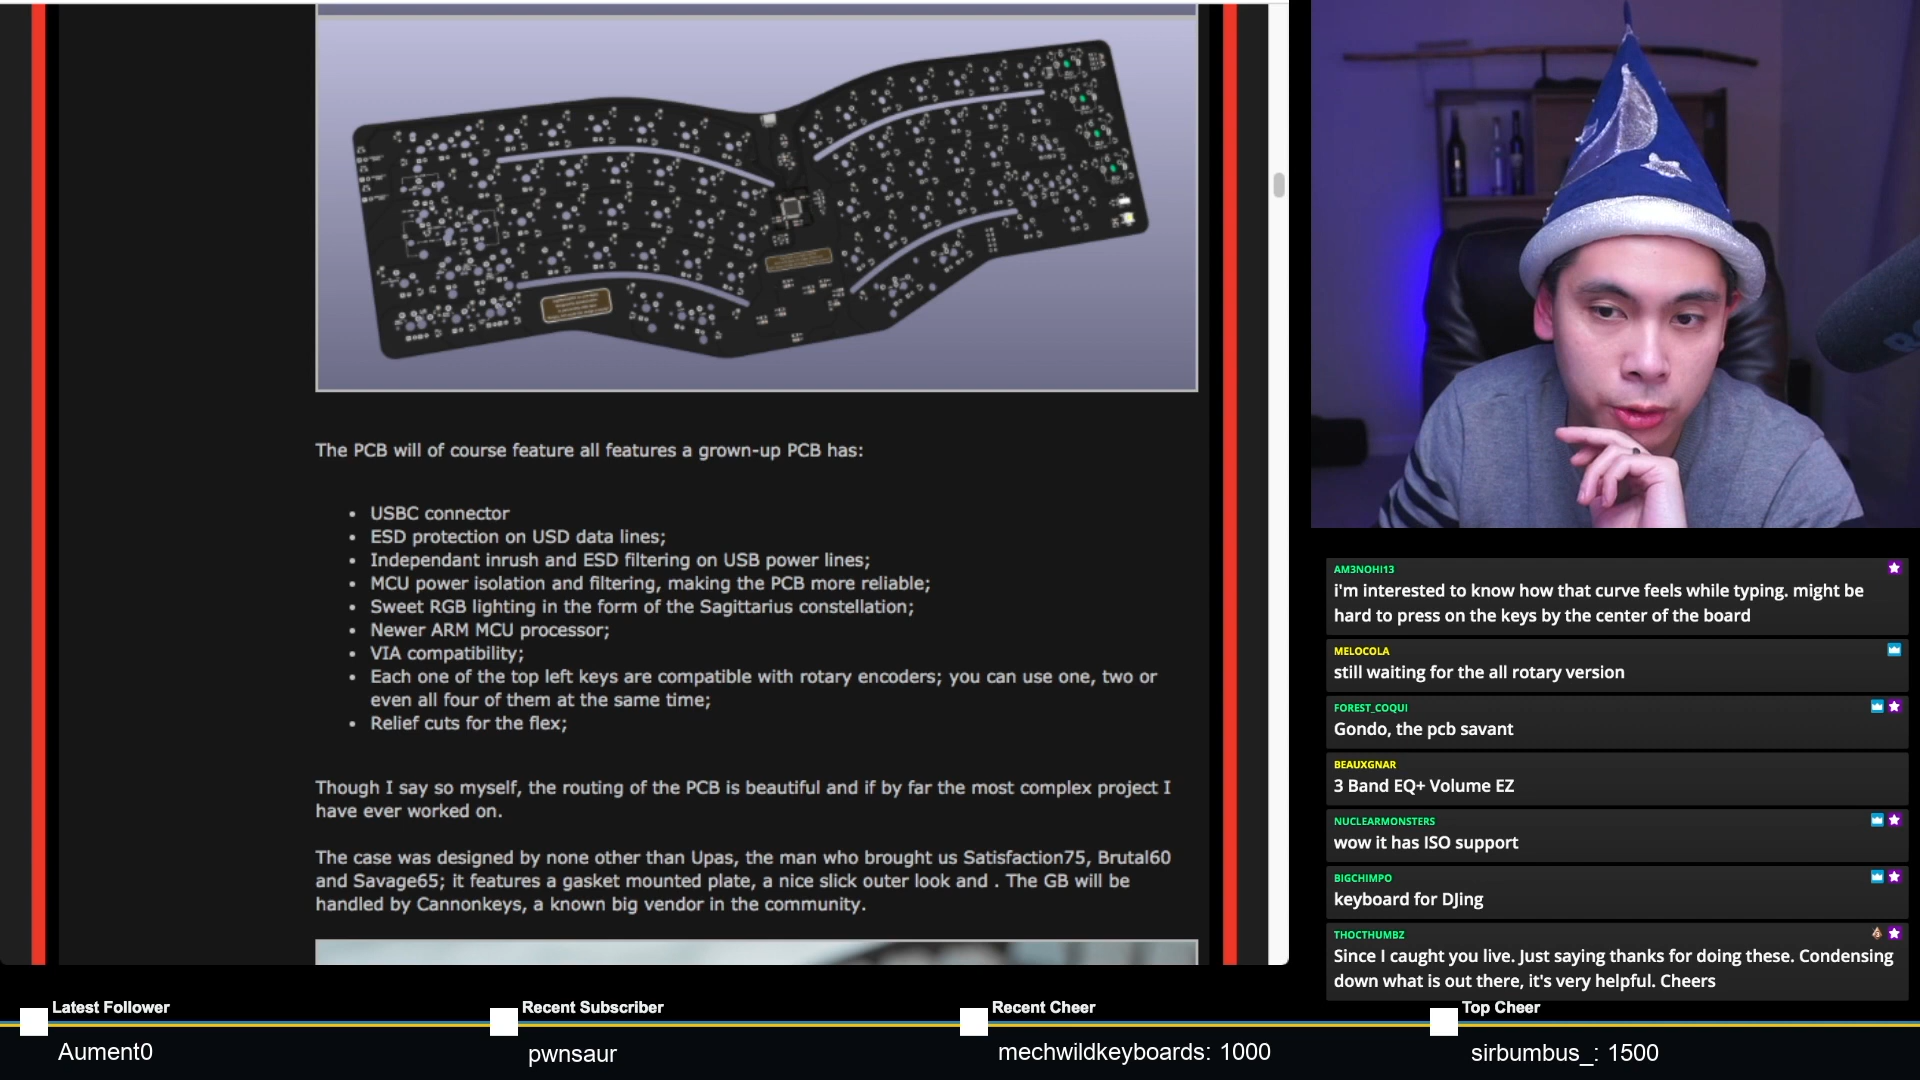 The PCB will of course feature all features a grown-up PCB has:
• USBC connector
• ESD protection on USD data lines;
• Independant inrush and ESD filtering on USB power lines;
• MCU power isolation and filtering, making the PCB more reliable;
• Sweet RGB lighting in the form of the Sagittarius constellation;
• Newer ARM MCU processor;
• VIA compatibility;
• Each one of the top left keys are compatible with rotary encoders; you can use one, two or
even all four of them at the same time;
• Relief cuts for the flex;
Though I say so myself, the routing of the PCB is beautiful and if by far the most complex project I
have ever worked on.
The case was designed by none other than Upas, the man who brought us Satisfaction75, Brutal60
and Savage65; it features a gasket mounted plate, a nice slick outer look and . The GB will be
handled by Cannonkeys, a known big vendor in the community.
AM3NOHI13
i'm interested to know how that curve feels while typing. might be
hard to press on the keys by the center of the board
MELOCOLA
still waiting for the all rotary version
FOREST_COQUI
Gondo, the pcb savant
BEAUXGNAR
3 Band EQ+ Volume EZ
NUCLEARMONSTERS
wow it has ISO support
BIGCHIMPO
keyboard for DJing
THOCTHUMBZ
Since I caught you live. Just saying thanks for doing these. Condensing
down what is out there, it's very helpful. Cheers
Latest Follower
Aument0
Recent Subscriber
pwnsaur
Recent Cheer
mechwildkeyboards: 1000
Top Cheer
sirbumbus_: 1500